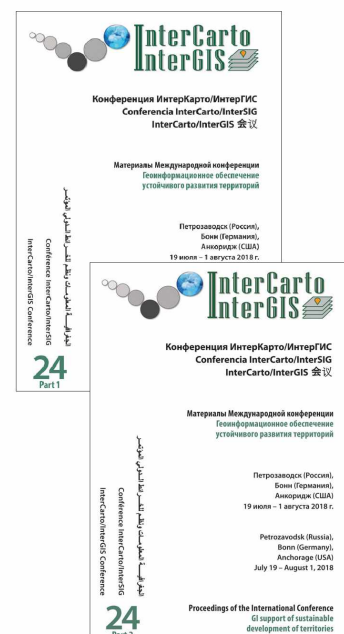 InterCarto
InterGIS
Конференция ИнтерКарто/ИнтерГИС
Conferencia InterCarto/InterSIG
InterCarto/InterGIS 会议
Материалы Международной конференции
Геоинформационное обеспечение
устойчивого развития территорий
Петрозаводск (Россия),
Бонн (Германия),
Анкоридж (США)
19 июля – 1 августа 2018 г.
InterCarto/InterGIS Conference
Conférence InterCarto/InterSIG
24
Part 1
InterCarto
InterGIS
Конференция ИнтерКарто/ИнтерГИС
Conferencia InterCarto/InterSIG
InterCarto/InterGIS 会议
Материалы Международной конференции
Геоинформационное обеспечение
устойчивого развития территорий
Петрозаводск (Россия),
Бонн (Германия),
Анкоридж (США)
19 июля – 1 августа 2018 г.
Petrozavodsk (Russia),
Bonn (Germany),
Anchorage (USA)
July 19 – August 1, 2018
InterCarto/InterGIS Conference
Conférence InterCarto/InterSIG
24
Proceedings of the International Conference
GI support of sustainable
development of territories